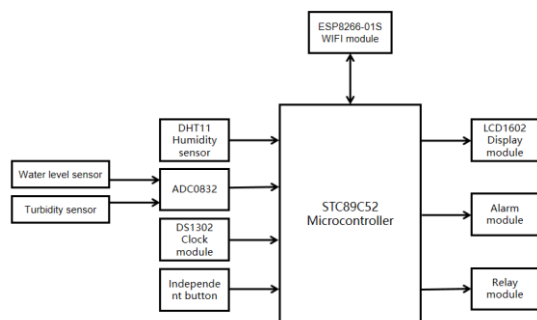 ESP8266-01S
WIFI module
DHT11
Humidity
sensor
LCD1602
Display
module
Water level sensor
ADC0832
Turbidity sensor
STC89C52
Microcontroller
Alarm
module
DS1302
Clock
module
Independe
nt button
Relay
module